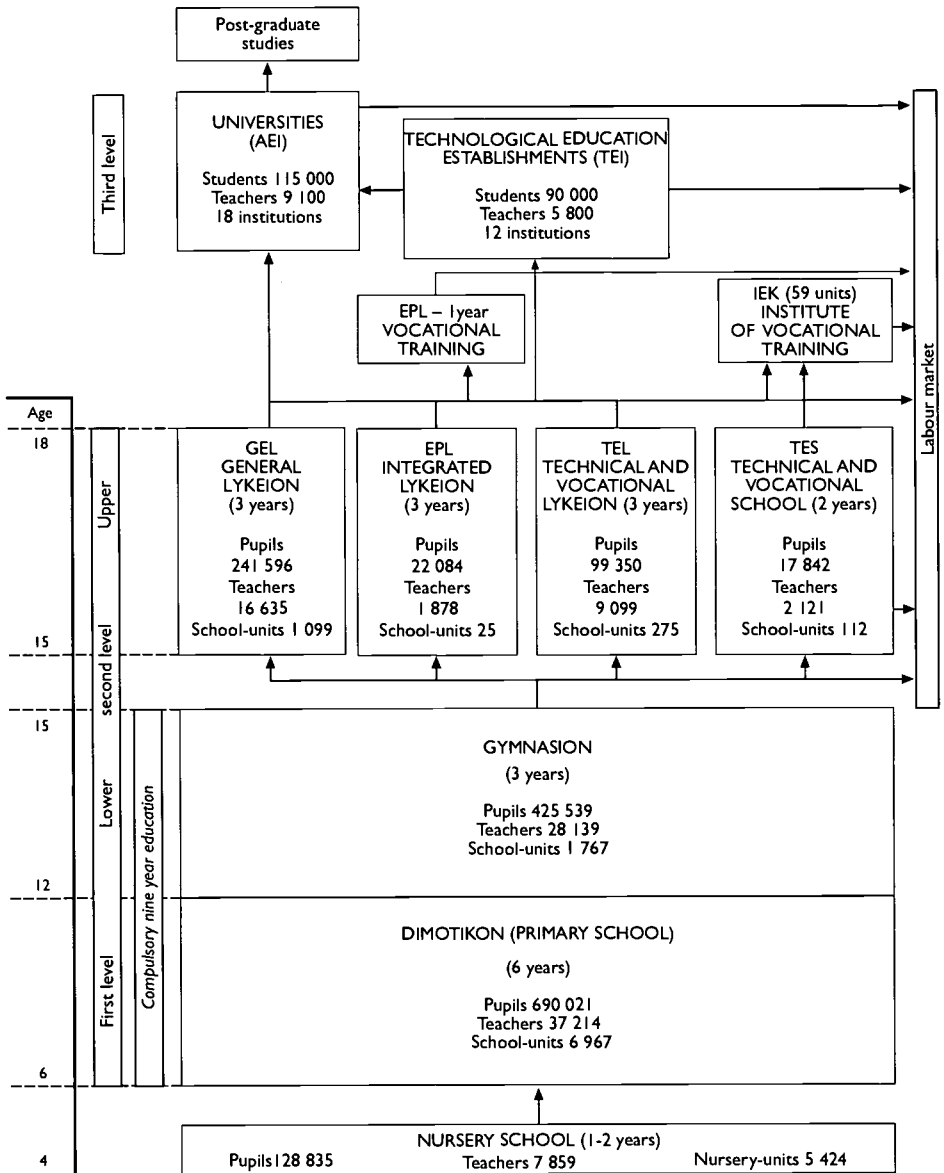 Post-graduate
studies
Third level
UNIVERSITIES
(AEI)
Students 115 000
Teachers 9 100
18 institutions
TECHNOLOGICAL EDUCATION
ESTABLISHMENTS (TEI)
Students 90 000
Teachers 5 800
12 institutions
EPL – 1year
VOCATIONAL
TRAINING
IEK (59 units)
INSTITUTE
OF VOCATIONAL
TRAINING
Labour market
Age
18
15
15
12
6
4
Upper
second level
Lower
First level
Compulsory nine year education
GEL
GENERAL
LYKEION
(3 years)
Pupils
241 596
Teachers
16 635
School-units 1 099
EPL
INTEGRATED
LYKEION
(3 years)
Pupils
22 084
Teachers
1 878
School-units 25
TEL
TECHNICAL AND
VOCATIONAL
LYKEION (3 years)
Pupils
99 350
Teachers
9 099
School-units 275
TES
TECHNICAL AND
VOCATIONAL
SCHOOL (2 years)
Pupils
17 842
Teachers
2 121
School-units 112
GYMNASION
(3 years)
Pupils 425 539
Teachers 28 139
School-units 1 767
DIMOTIKON (PRIMARY SCHOOL)
(6 years)
Pupils 690 021
Teachers 37 214
School-units 6 967
NURSERY SCHOOL (1-2 years)
Pupils128 835 Teachers 7 859 Nursery-units 5 424